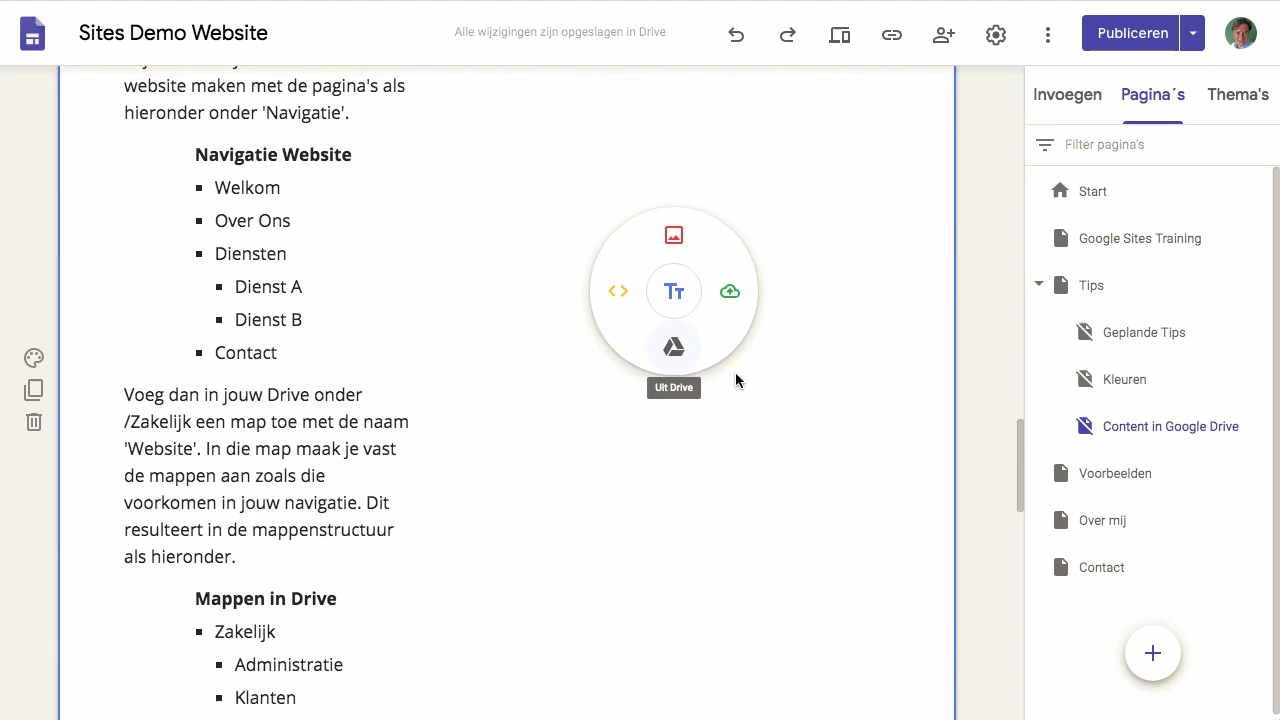 Sites Demo Website
Alle wijzigingen zijn opgeslagen in Drive
Publiceren
website maken met de pagina's als
hieronder onder 'Navigatie'.
Navigatie Website
Welkom
Over Ons
Diensten
Dienst A
Dienst B
Contact
Voeg dan in jouw Drive onder
/Zakelijk een map toe met de naam
'Website'. In die map maak je vast
de mappen aan zoals die
voorkomen in jouw navigatie. Dit
resulteert in de mappenstructuur
als hieronder.
Mappen in Drive
Zakelijk
Administratie
Klanten
Tt
Uit Drive
Invoegen
Pagina´s
Thema's
Filter pagina's
Start
Google Sites Training
Tips
Geplande Tips
Kleuren
Content in Google Drive
Voorbeelden
Over mij
Contact